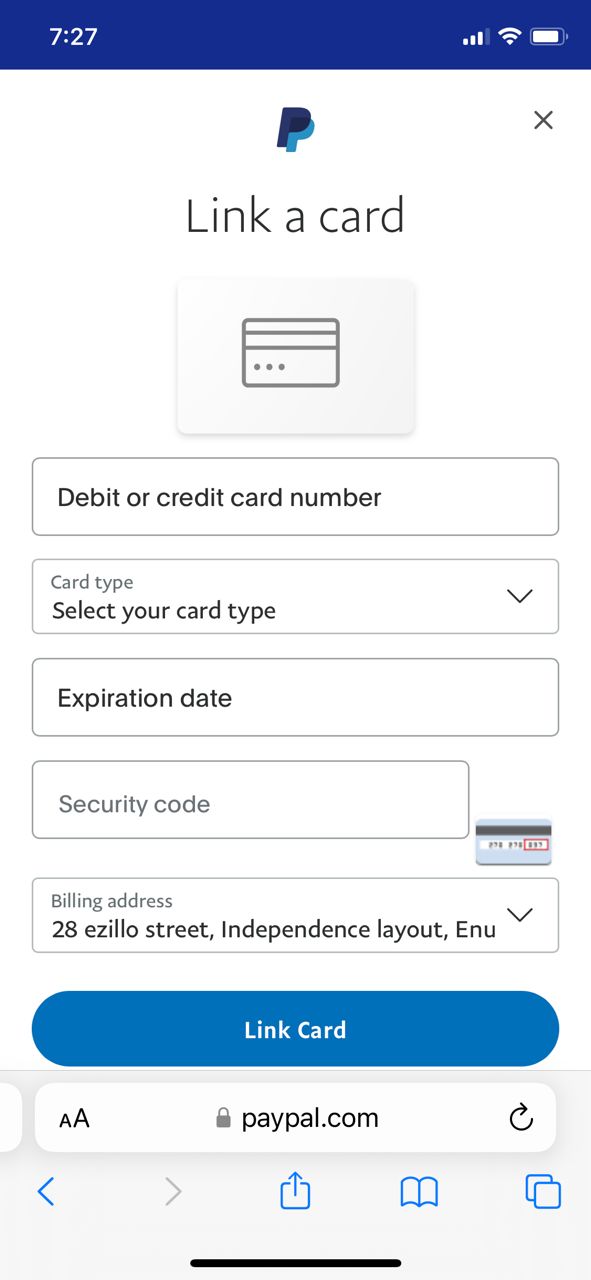 7:27
Link a card
Debit or credit card number
Card type
Select your card type
Expiration date
Security code
Billing address
28 ezillo street, Independence layout, Enu
Link Card
AA
paypal.com